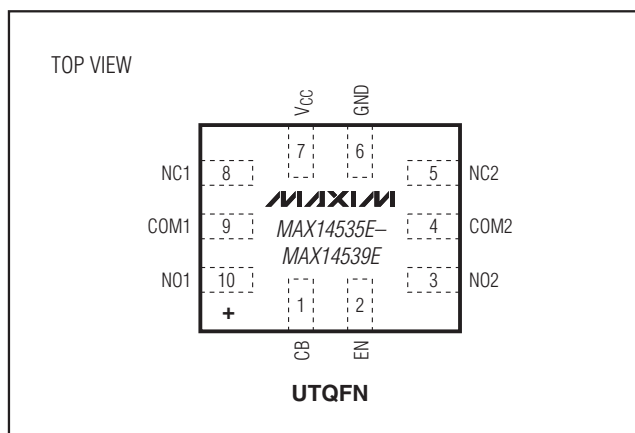 TOP VIEW
VCC
GND
7
6
NC1
8
5
NC2
MAXIM
COM1
9
MAX14535E–
4
COM2
MAX14539E
NO1
10
3
NO2
+
1
2
CB
EN
UTQFN